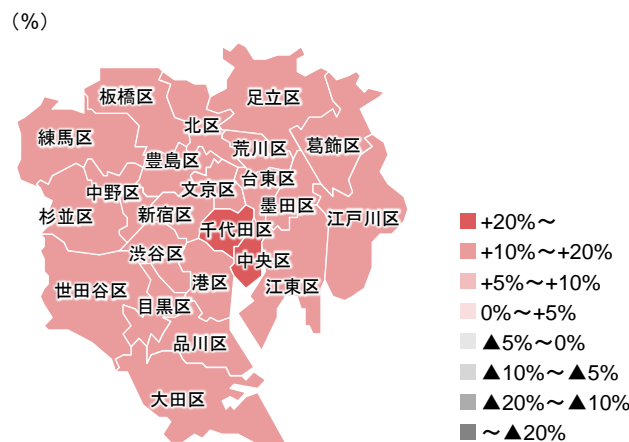 (%)
足立区
板橋区
北区
練馬区
荒川区
葛飾区
豊島区
台東区
中野区
文京区
墨田区
杉並区
新宿区
江戸川区
千代田区
渋谷区
中央区
港区
江東区
世田谷区
目黒区
品川区
大田区
+20%～
+10%～+20%
+5%～+10%
0%～+5%
▲5%～0%
▲10%～▲5%
▲20%～▲10%
～▲20%